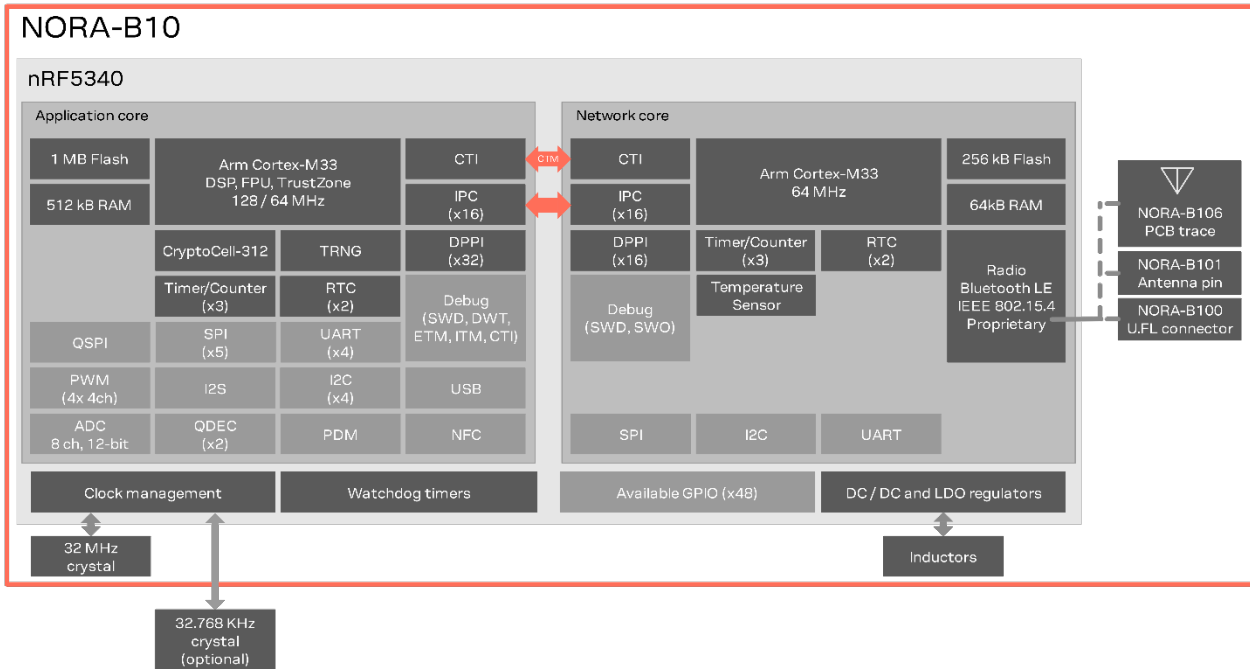 NORA-B10
nRF5340
Application core
1 MB Flash
512 kB RAM
Arm Cortex-M33
DSP, FPU, TrustZone
128 / 64 MHz
CTI
IPC
(x16)
CryptoCell-312
TRNG
DPPI
(x32)
Timer/Counter
(x3)
RTC
(x2)
Debug
(SWD, DWT,
ETM, ITM, CTI)
QSPI
SPI
(x5)
UART
(x4)
PWM
(4x 4ch)
I2S
I2C
(x4)
USB
ADC
8 ch, 12-bit
QDEC
(x2)
PDM
NFC
CTM
Network core
CTI
IPC
(x16)
Arm Cortex-M33
64 MHz
256 kB Flash
64kB RAM
DPPI
(x16)
Timer/Counter
(x3)
RTC
(x2)
Debug
(SWD, SWO)
Temperature
Sensor
Radio
Bluetooth LE
IEEE 802.15.4
Proprietary
SPI
I2C
UART
NORA-B106
PCB trace
NORA-B101
Antenna pin
NORA-B100
U.FL connector
Clock management
Watchdog timers
Available GPIO (x48)
DC / DC and LDO regulators
32 MHz
crystal
Inductors
32.768 KHz
crystal
(optional)